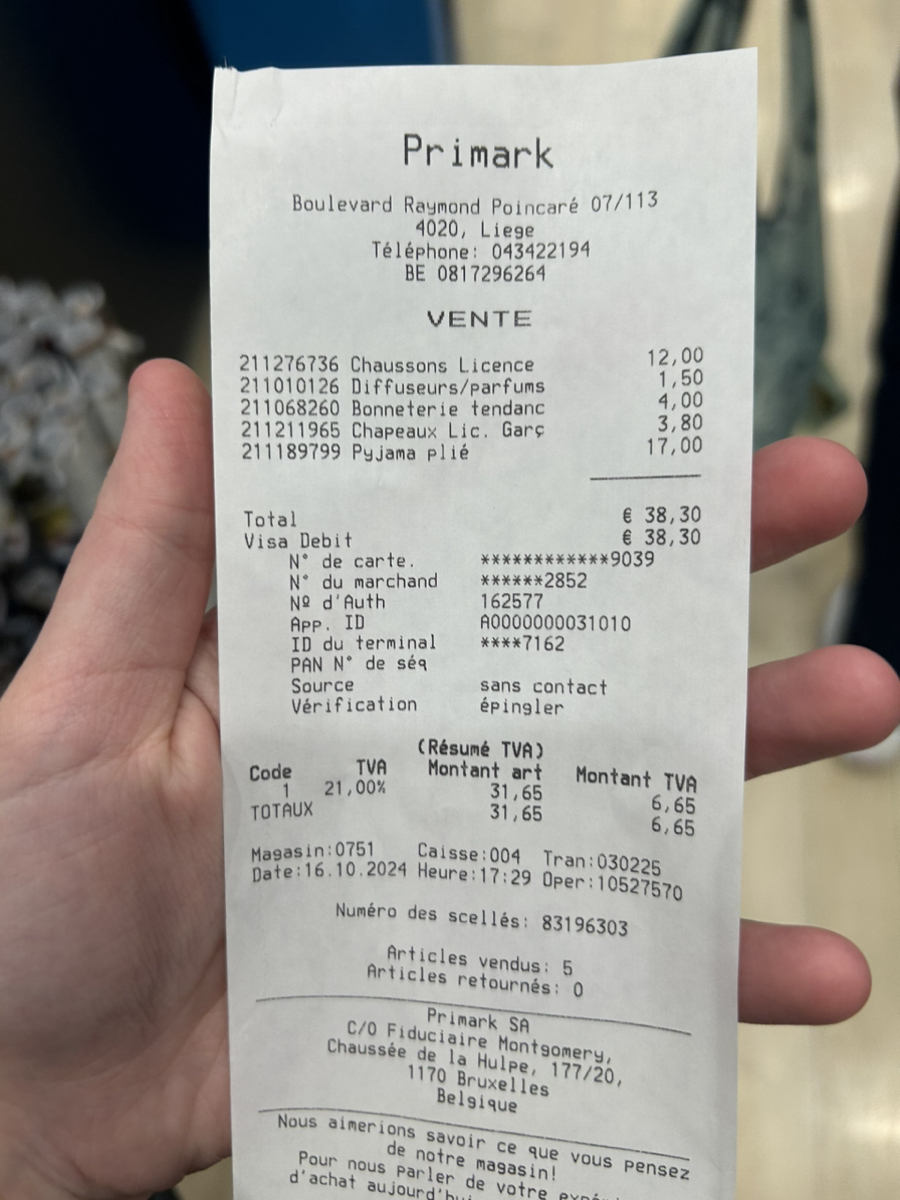 Primark
Boulevard Raymond Poincaré 07/113
4020, Liege
Téléphone: 043422194
BE 0817296264
VENTE
211276736 Chaussons Licence 12,00
211010126 Diffuseurs/parfums 1,50
211068260 Bonneterie tendanc 4,00
211211965 Chapeaux Lic. Garç 3,80
211189799 Pyjama plié 17,00
Total € 38,30
Visa Debit € 38,30
N° de carte. ************9039
N° du marchand ******2852
Nº d'Auth 162577
App. ID A0000000031010
ID du terminal ****7162
PAN N° de séq
Source sans contact
Vérification épingler
(Résumé TVA)
Code TVA Montant art Montant TVA
1 21,00% 31,65 6,65
TOTAUX 31,65 6,65
Magasin:0751 Caisse:004 Tran:030225
Date:16.10.2024 Heure:17:29 Oper:10527570
Numéro des scellés: 83196303
Articles vendus: 5
Articles retournés: 0
Primark SA
C/O Fiduciaire Montgomery,
Chaussée de la Hulpe, 177/20,
1170 Bruxelles
Belgique
Nous aimerions savoir ce que vous pensez
de notre magasin!
Pour nous parler de votre
d'achat